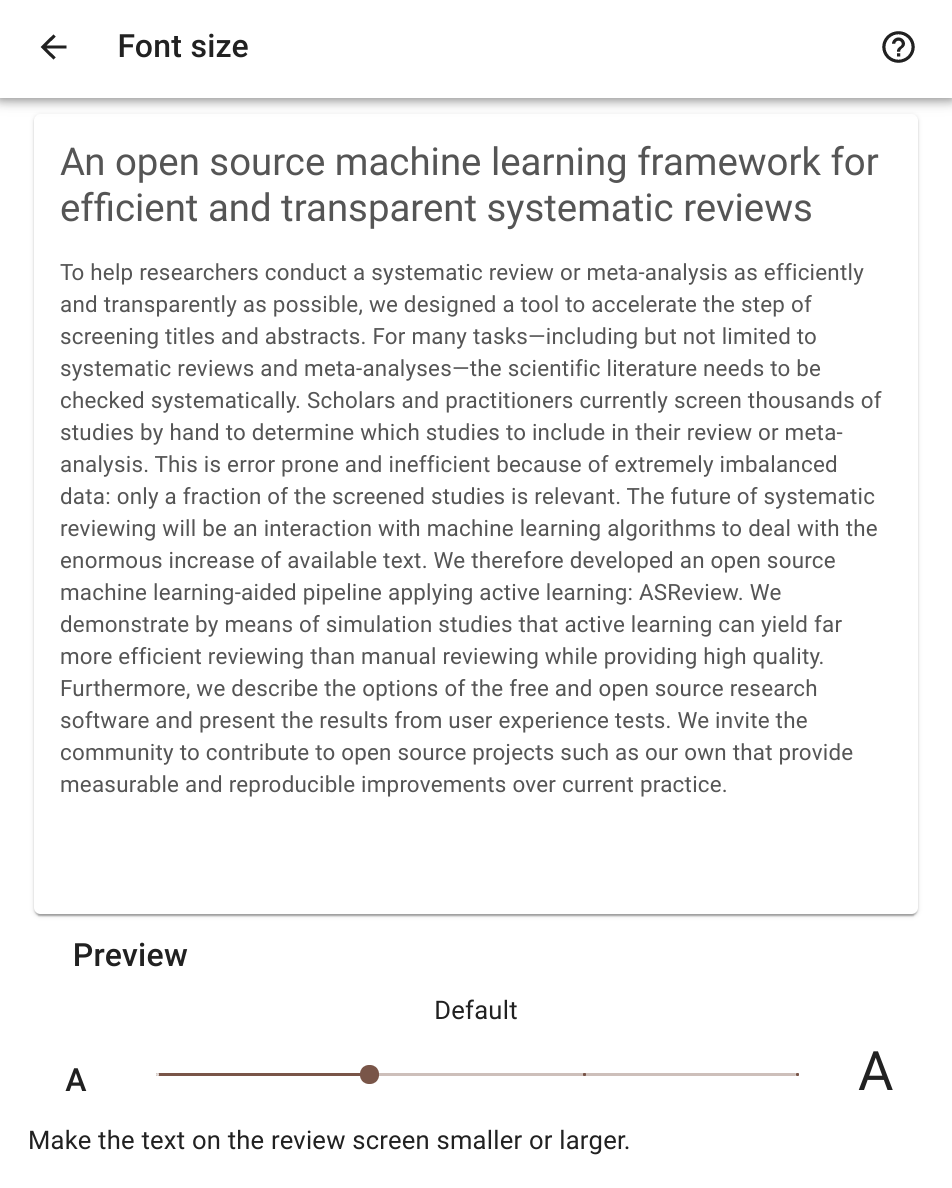 Font size
An open source machine learning framework for
efficient and transparent systematic reviews
To help researchers conduct a systematic review or meta-analysis as efficiently
and transparently as possible, we designed a tool to accelerate the step of
screening titles and abstracts. For many tasks—including but not limited to
systematic reviews and meta-analyses—the scientific literature needs to be
checked systematically. Scholars and practitioners currently screen thousands of
studies by hand to determine which studies to include in their review or meta-
analysis. This is error prone and inefficient because of extremely imbalanced
data: only a fraction of the screened studies is relevant. The future of systematic
reviewing will be an interaction with machine learning algorithms to deal with the
enormous increase of available text. We therefore developed an open source
machine learning-aided pipeline applying active learning: ASReview. We
demonstrate by means of simulation studies that active learning can yield far
more efficient reviewing than manual reviewing while providing high quality.
Furthermore, we describe the options of the free and open source research
software and present the results from user experience tests. We invite the
community to contribute to open source projects such as our own that provide
measurable and reproducible improvements over current practice.
Preview
Default
A A
Make the text on the review screen smaller or larger.